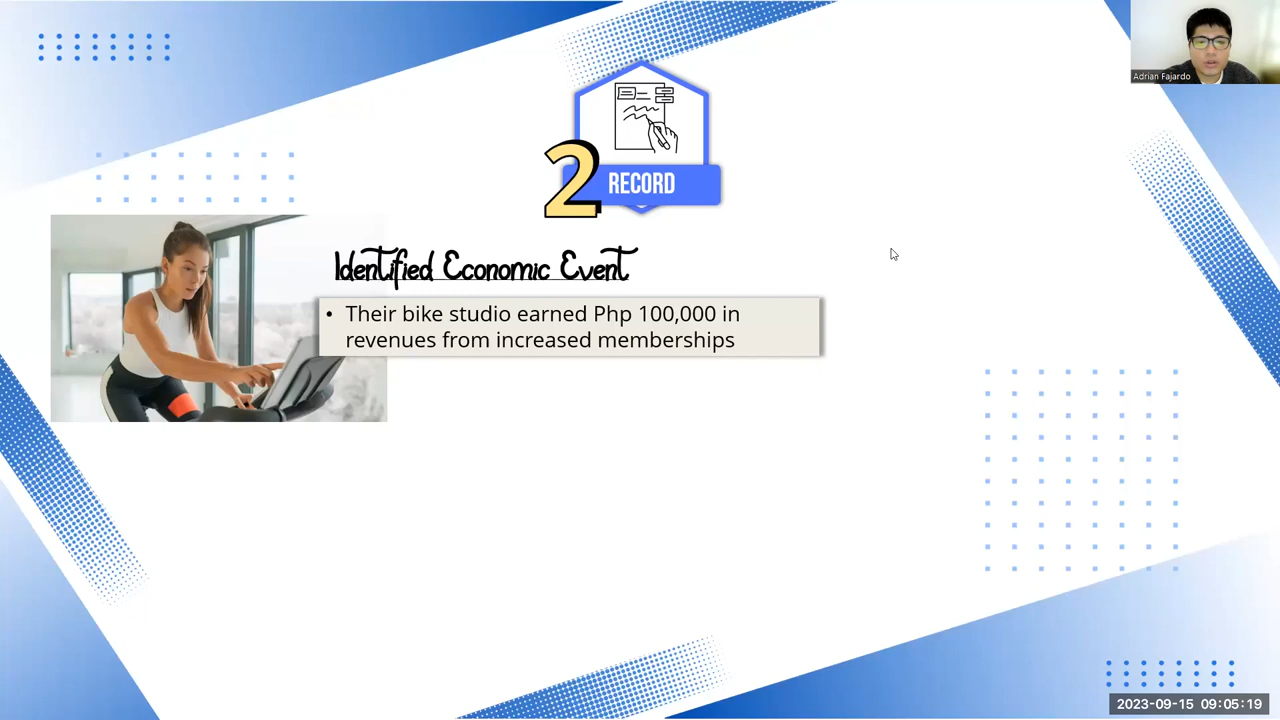 Adrian Fajardo
2 RECORD
Identified Economic Event
• Their bike studio earned Php 100,000 in
revenues from increased memberships
2023-09-15 09:05:19